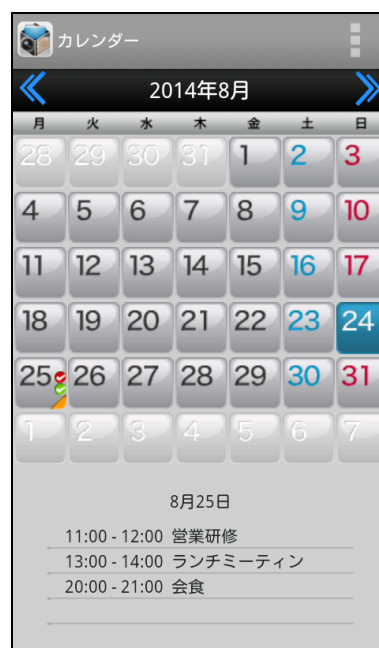 カレンダー
2014年8月
月 火 水 木 金 土 日
28 29 30 31 1 2 3
4 5 6 7 8 9 10
11 12 13 14 15 16 17
18 19 20 21 22 23 24
25 26 27 28 29 30 31
1 2 3 4 5 6 7
8月25日
11:00 - 12:00 営業研修
13:00 - 14:00 ランチミーティン
20:00 - 21:00 会食